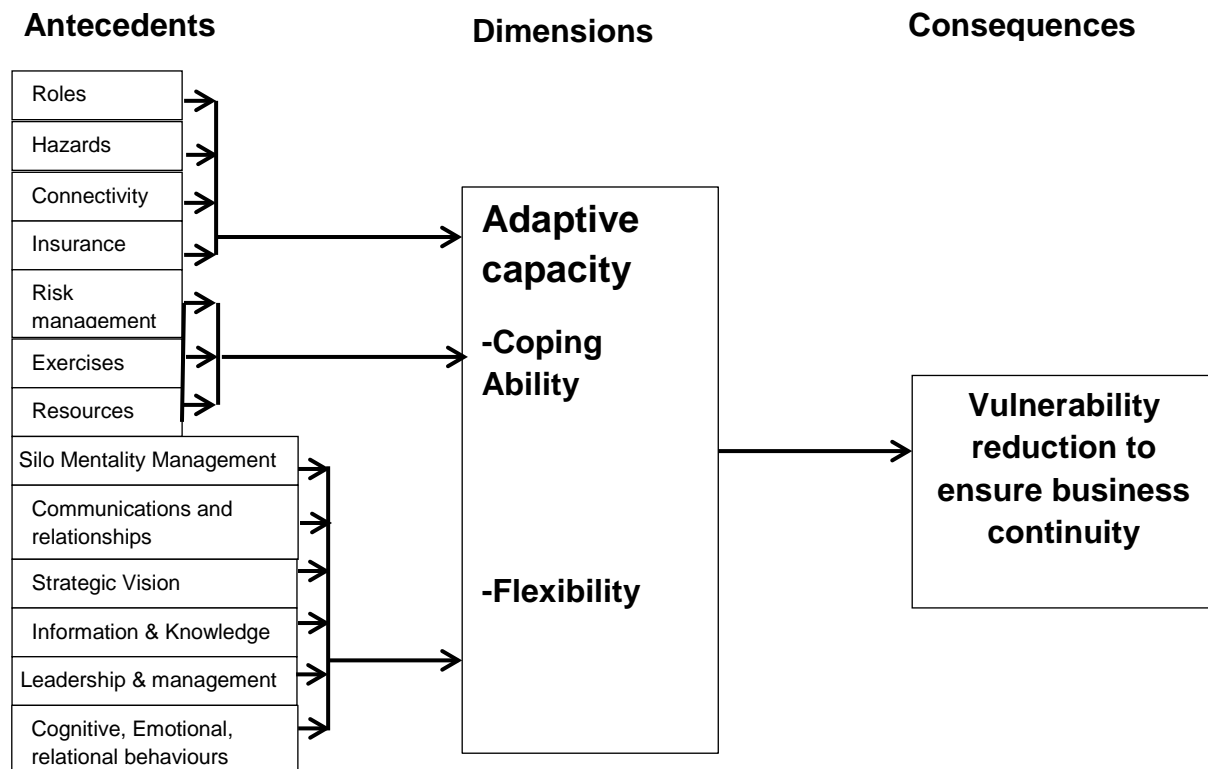 Antecedents
Dimensions
Consequences
Roles
Hazards
Connectivity
Insurance
Risk
management
Exercises
Resources
Silo Mentality Management
Communications and
relationships
Strategic Vision
Information & Knowledge
Leadership & management
Cognitive, Emotional,
relational behaviours
Adaptive
capacity
-Coping
Ability
-Flexibility
Vulnerability
reduction to
ensure business
continuity